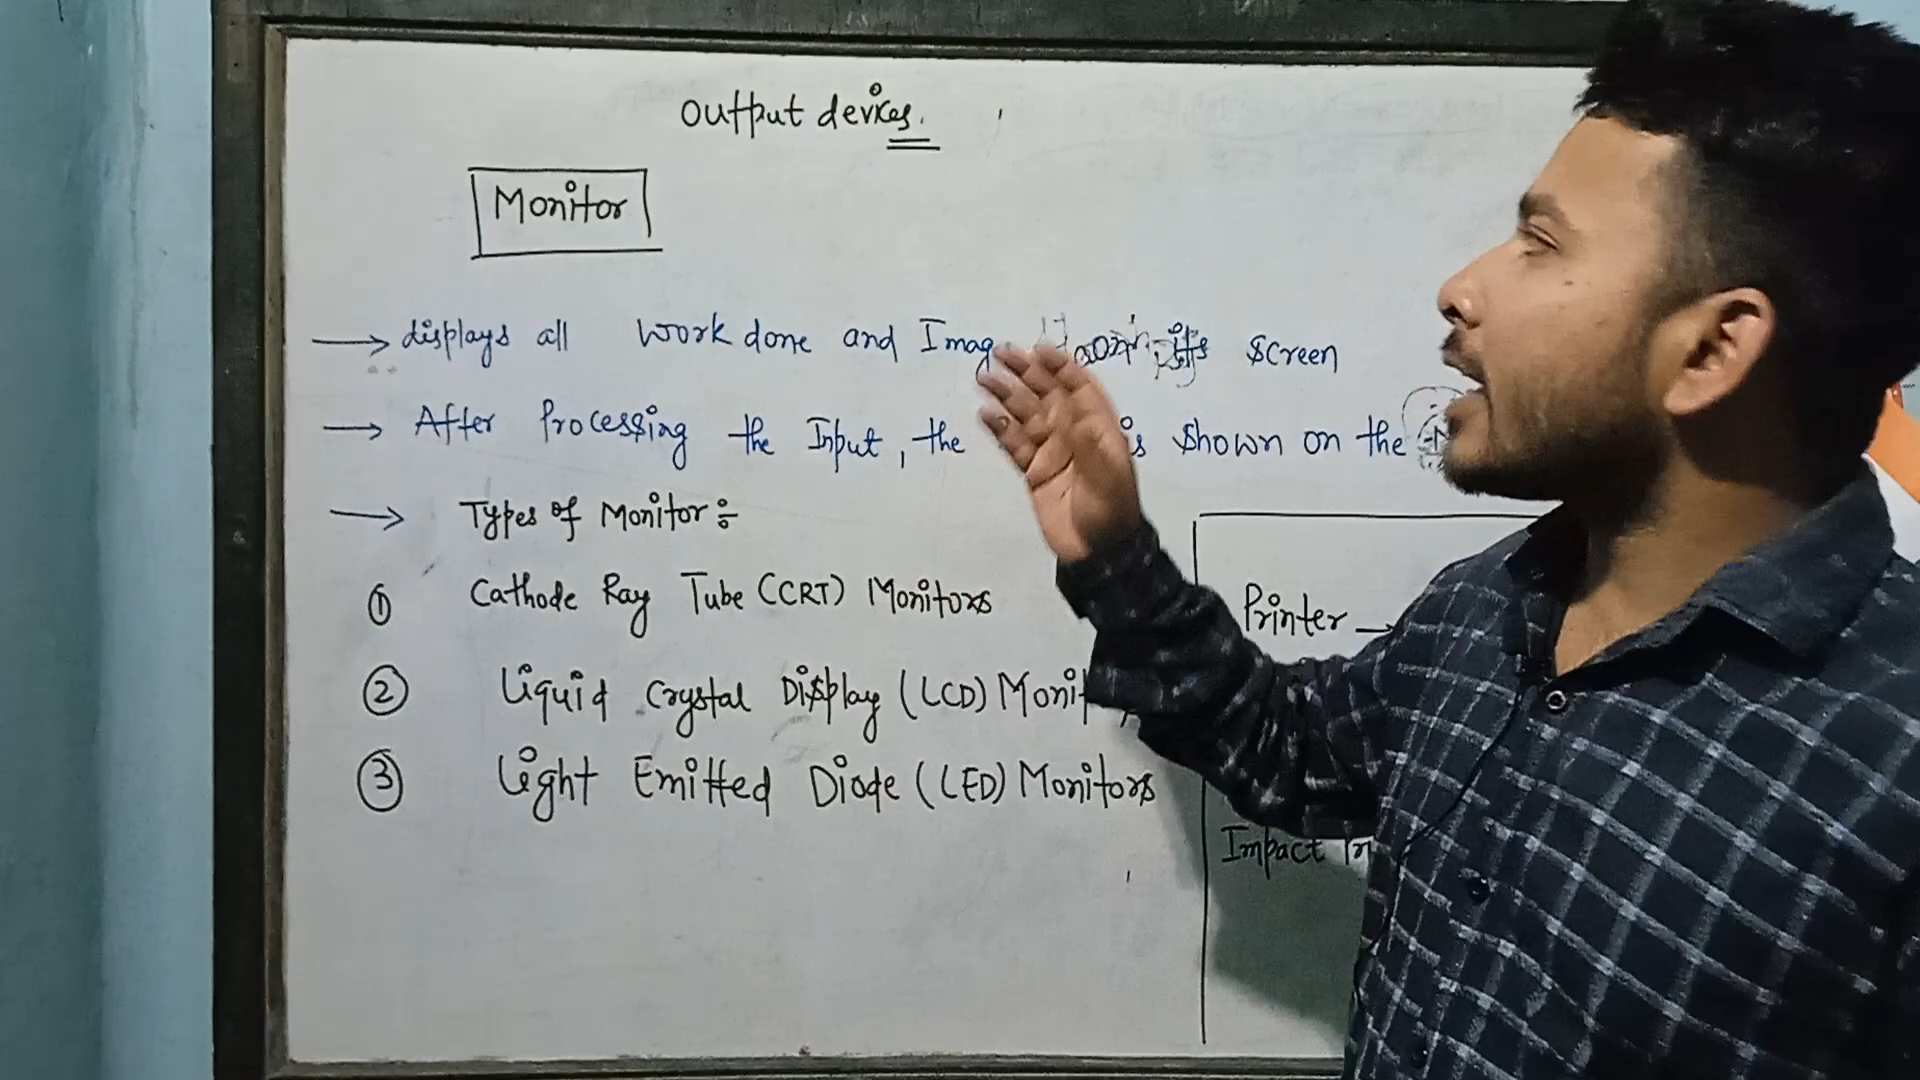 Output devices.
Monitor
→ displays all work done and Imag its screen
→ After Processing the Input, the is shown on the
→ Types of Monitor :-
① Cathode Ray Tube (CRT) Monitors
② Liquid Crystal Display (LCD) Monit
③ Light Emitted Diode (LED) Monitors
Printer →
Impact Pr